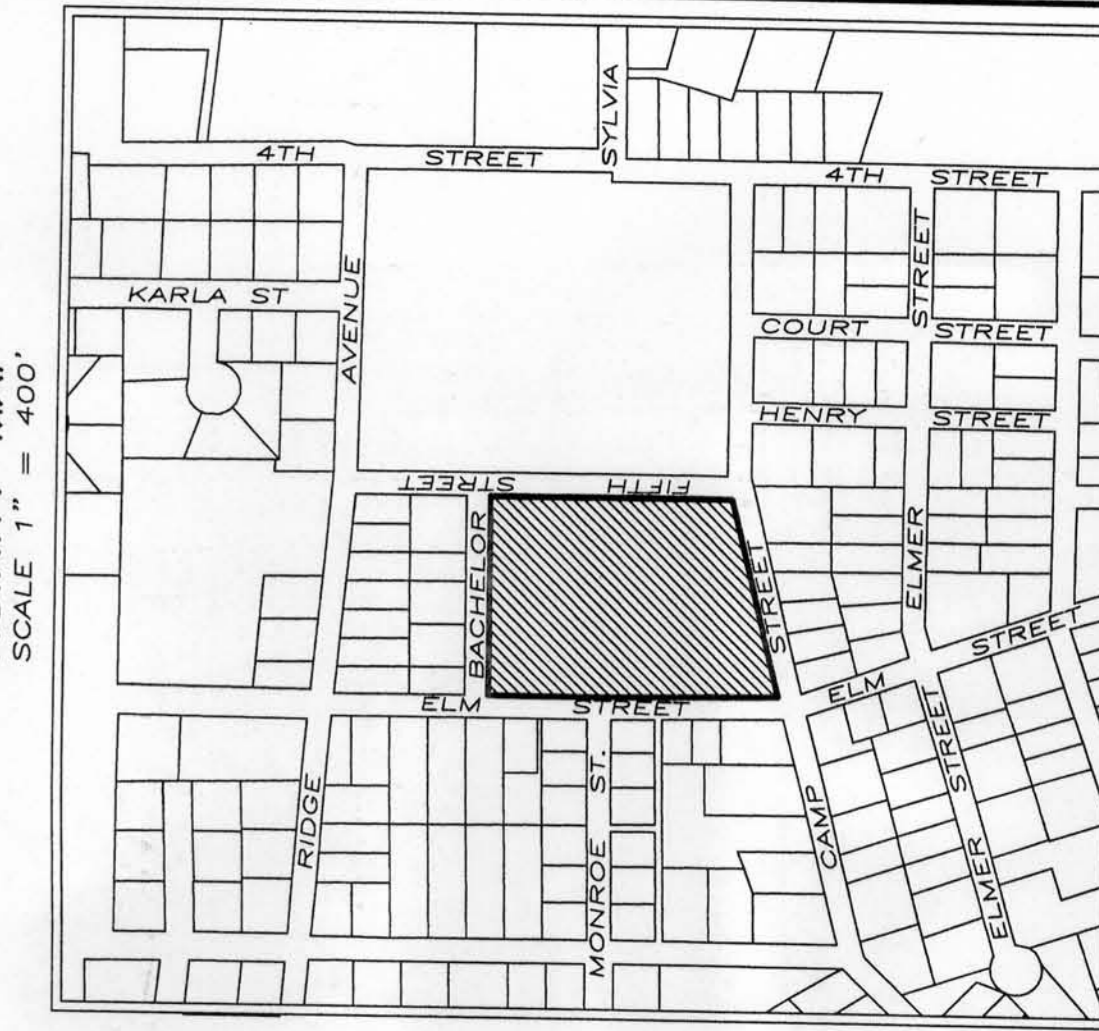 SCALE 1" = 400'
SYLVIA
4TH STREET
4TH STREET
KARLA ST
AVENUE
STREET
COURT STREET
HENRY STREET
FIFTH STREET
BACHELOR
STREET
ELMER
STREET
ELM STREET
ELM
STREET
RIDGE
MONROE ST.
CAMP
ELMER